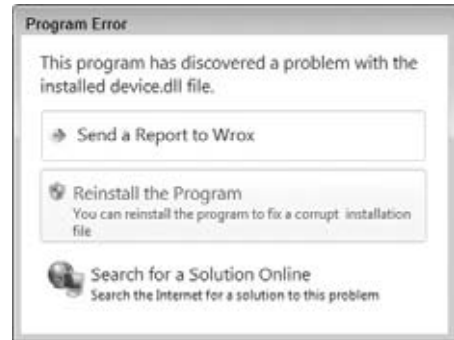 Program Error
This program has discovered a problem with the
installed device.dll file.
Send a Report to Wrox
Reinstall the Program
You can reinstall the program to fix a corrupt installation
file
Search for a Solution Online
Search the Internet for a solution to this problem